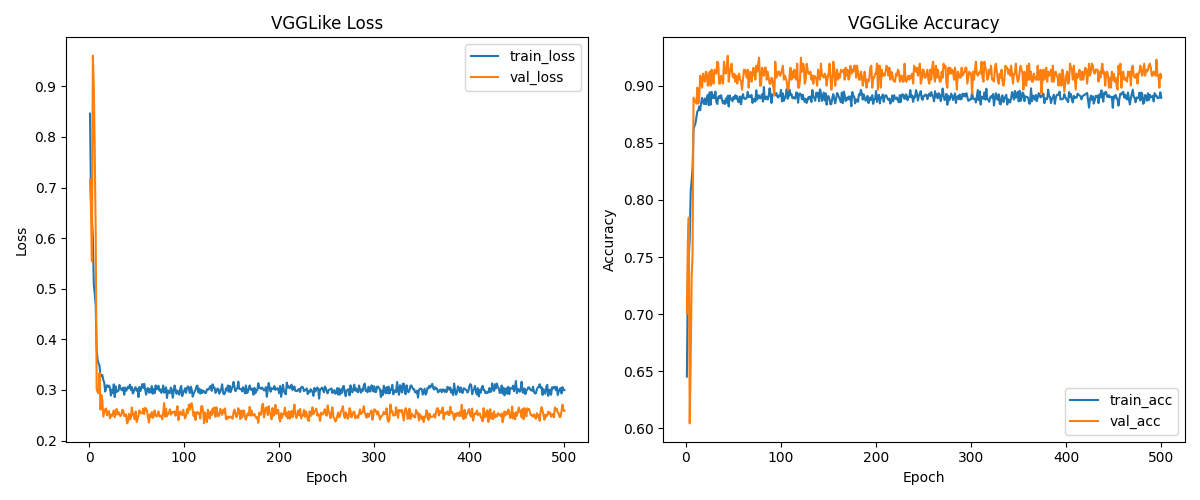 VGGLike Loss
train_loss
val_loss
0.9
0.8
0.7
0.6
0.5
0.4
0.3
0.2
Loss
0 100 200 300 400 500
Epoch
VGGLike Accuracy
0.90
0.85
0.80
0.75
0.70
0.65
0.60
Accuracy
train_acc
val_acc
0 100 200 300 400 500
Epoch